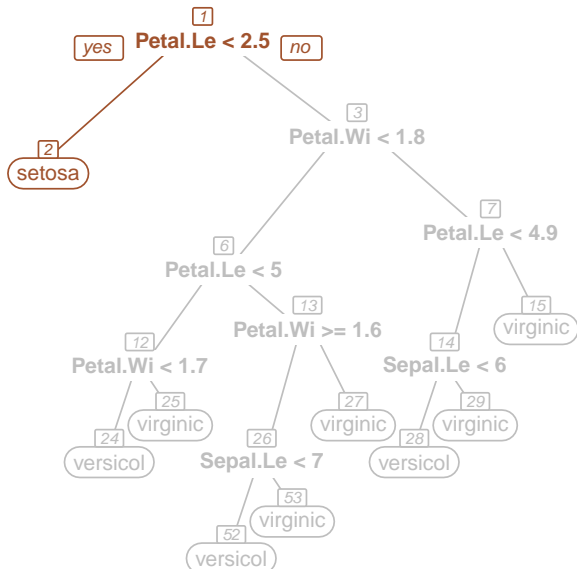 1
yes Petal.Le < 2.5 no
3
Petal.Wi < 1.8
2
setosa
7
Petal.Le < 4.9
6
Petal.Le < 5
13
Petal.Wi >= 1.6
15
virginic
12
Petal.Wi < 1.7
14
Sepal.Le < 6
25
virginic
27
virginic
29
virginic
24
versicol
26
Sepal.Le < 7
28
versicol
53
virginic
52
versicol